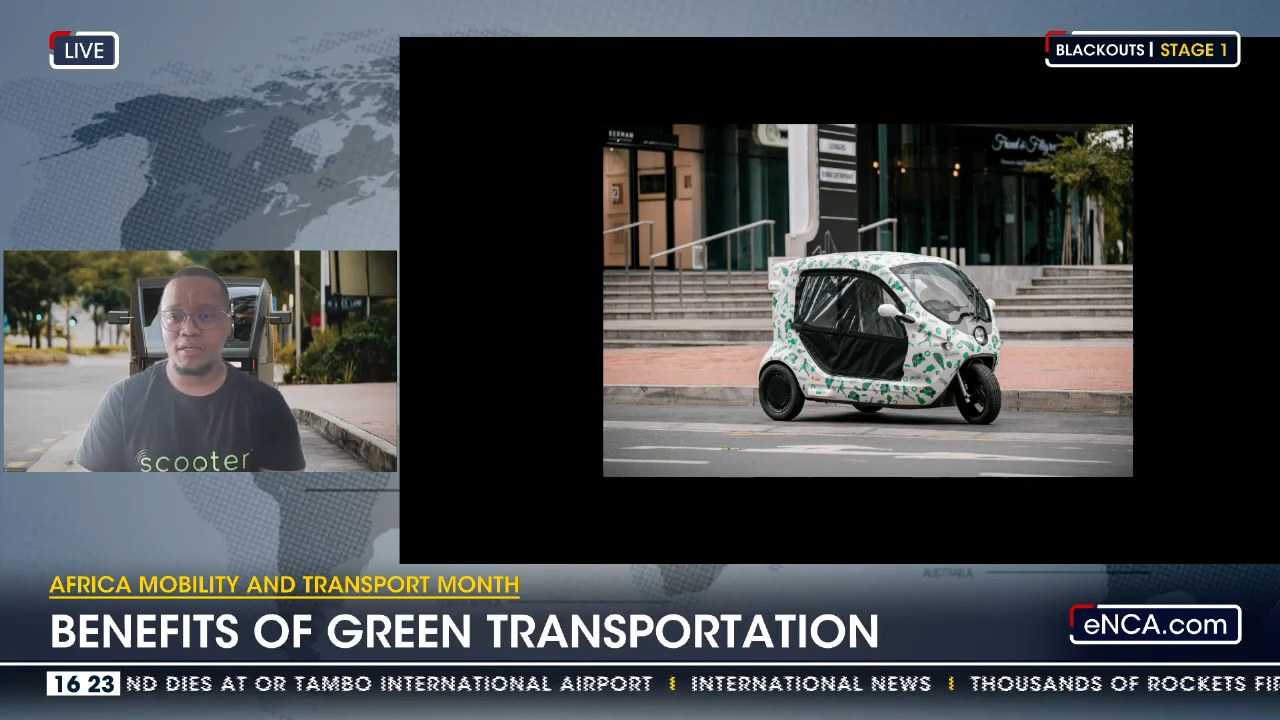 LIVE
BLACKOUTS | STAGE 1
scooter
AFRICA MOBILITY AND TRANSPORT MONTH
BENEFITS OF GREEN TRANSPORTATION
eNCA.com
16 23 ND DIES AT OR TAMBO INTERNATIONAL AIRPORT INTERNATIONAL NEWS THOUSANDS OF ROCKETS FI